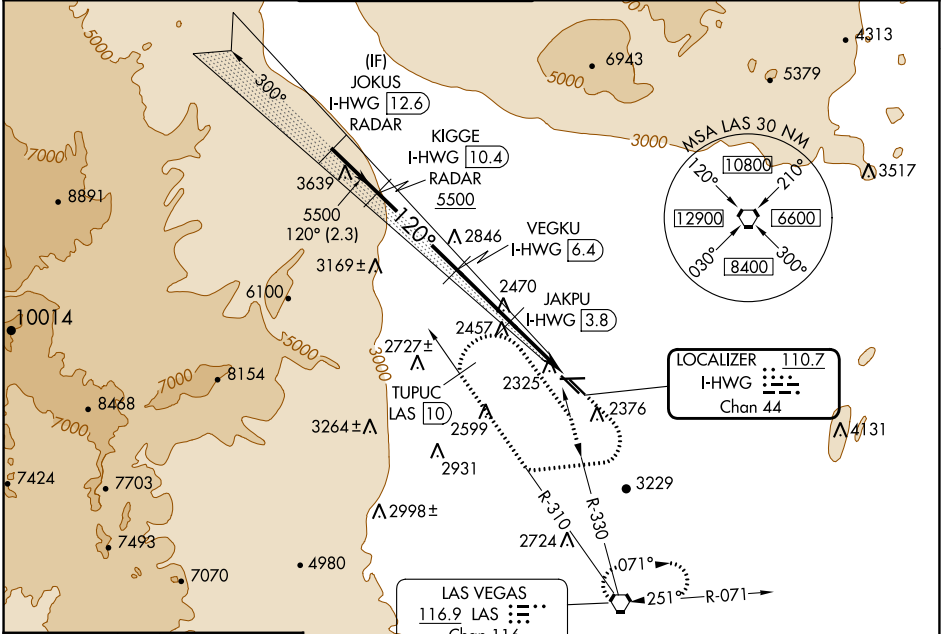 5000
300°
(IF)
JOKUS
I-HWG 12.6
RADAR
6943
5000
4313
5379
3000
3517
MSA LAS 30 NM
120°
10800
210°
12900
6600
030°
8400
300°
7000
8891
3639
KIGGE
I-HWG 10.4
RADAR
5500
5500
120° (2.3)
120°
2846
VEGKU
I-HWG 6.4
3169±
6100
10014
5000
3000
2470
JAKPU
I-HWG 3.8
2457
2727±
TUPUC
LAS 10
2325
LOCALIZER 110.7
I-HWG
Chan 44
7000
8154
8468
7000
3264±
2599
2376
4131
2931
7424
7703
3229
R-310
R-330
2998±
7493
2724
7070
4980
071°
251°
R-071
LAS VEGAS
116.9 LAS
Chan 116